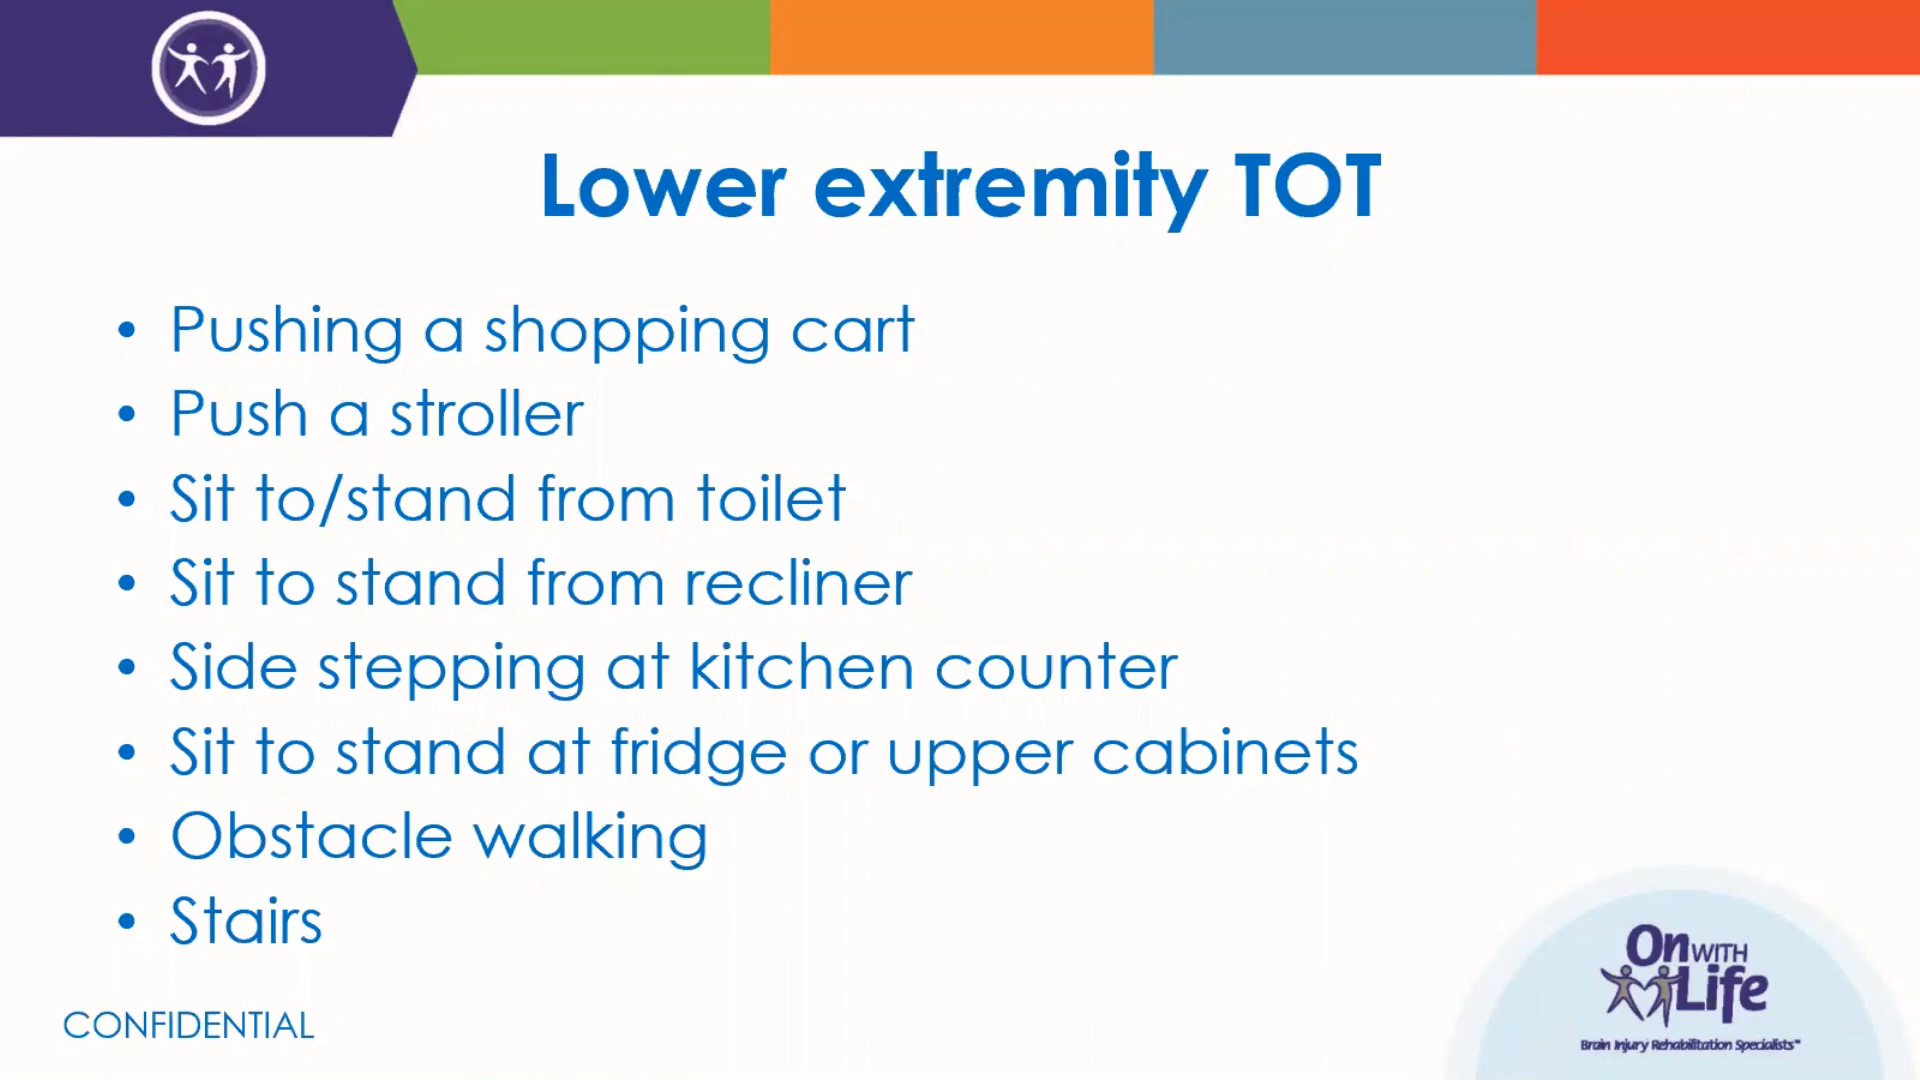 Lower extremity TOT
• Pushing a shopping cart
• Push a stroller
• Sit to/stand from toilet
• Sit to stand from recliner
• Side stepping at kitchen counter
• Sit to stand at fridge or upper cabinets
• Obstacle walking
• Stairs
CONFIDENTIAL
On WITH
Life
Brain Injury Rehabilitation Specialists™